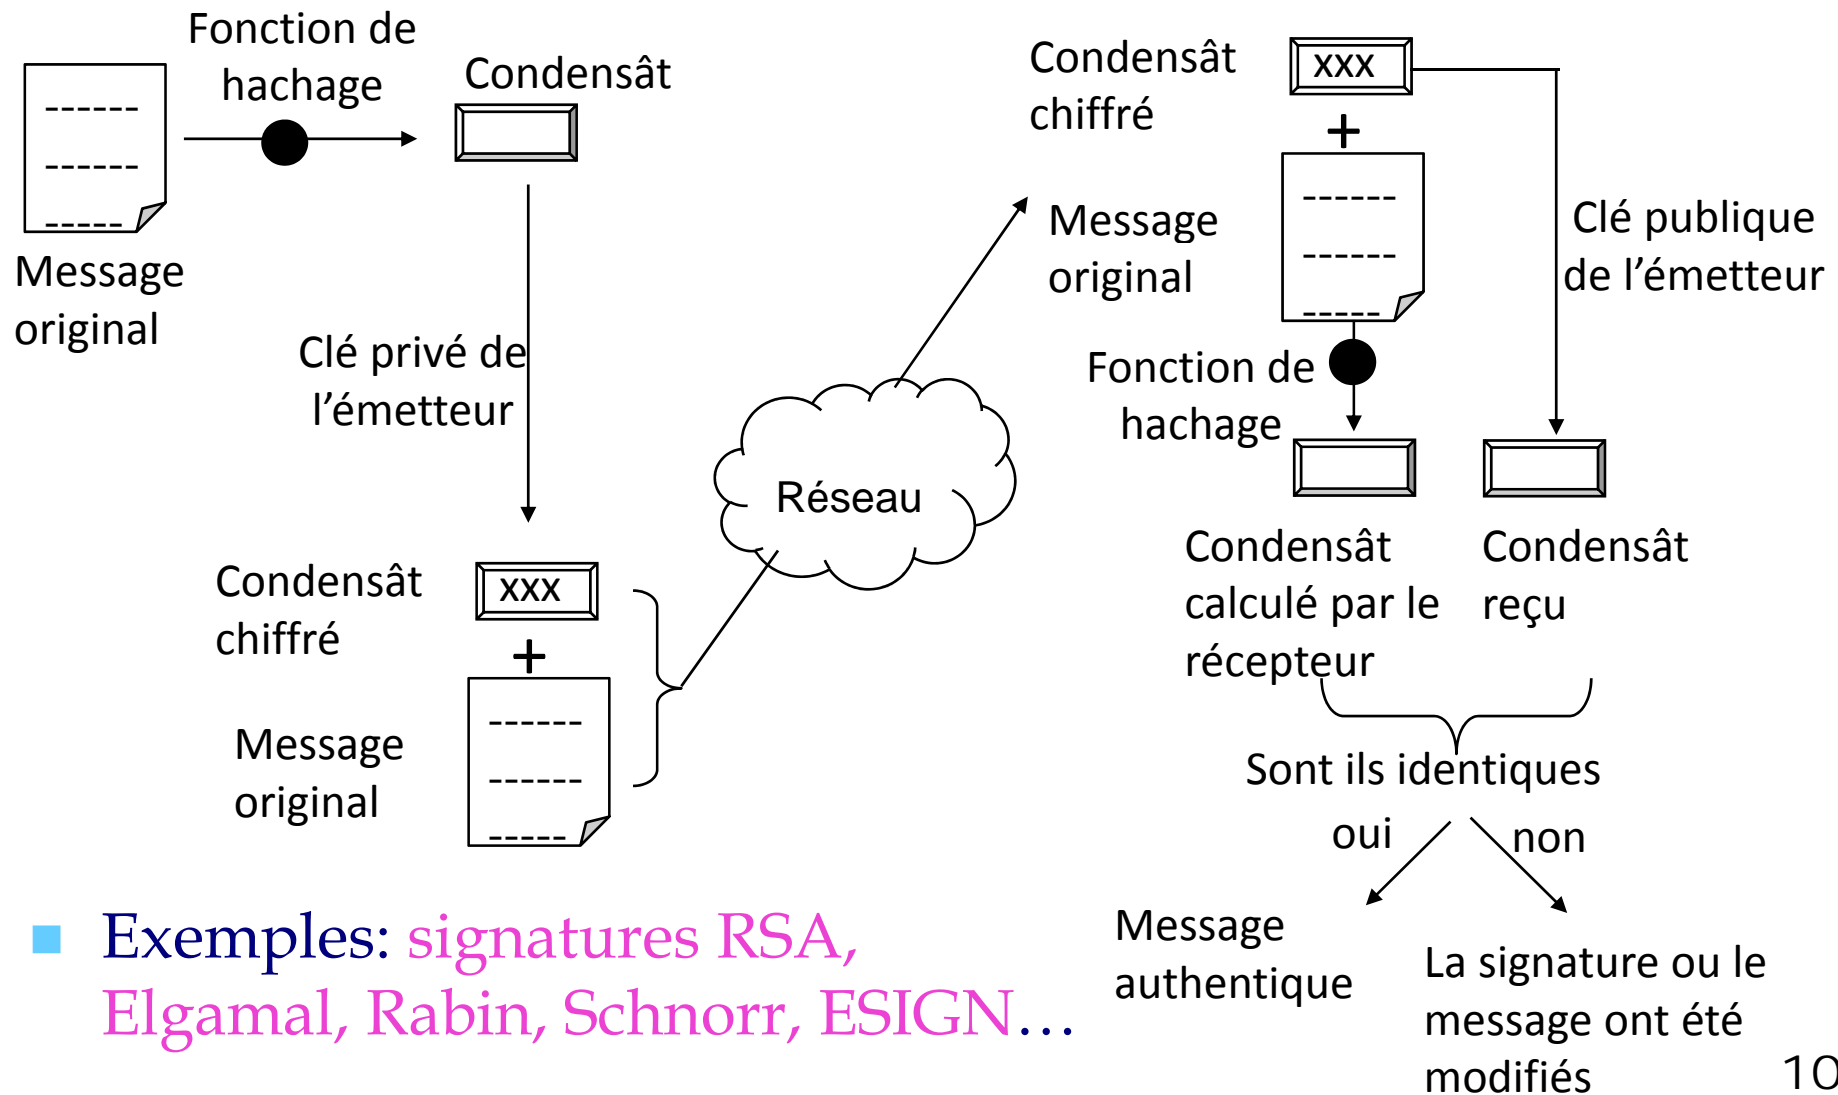 Fonction de
hachage
Condensât
Message
original
Clé privé de
l’émetteur
Condensât
chiffré
XXX
+
Message
original
Réseau
Condensât
chiffré
XXX
+
Message
original
Clé publique
de l’émetteur
Fonction de
hachage
Condensât
calculé par le
récepteur
Condensât
reçu
Sont ils identiques
oui
non
Message
authentique
La signature ou le
message ont été
modifiés
Exemples: signatures RSA,
Elgamal, Rabin, Schnorr, ESIGN…
10